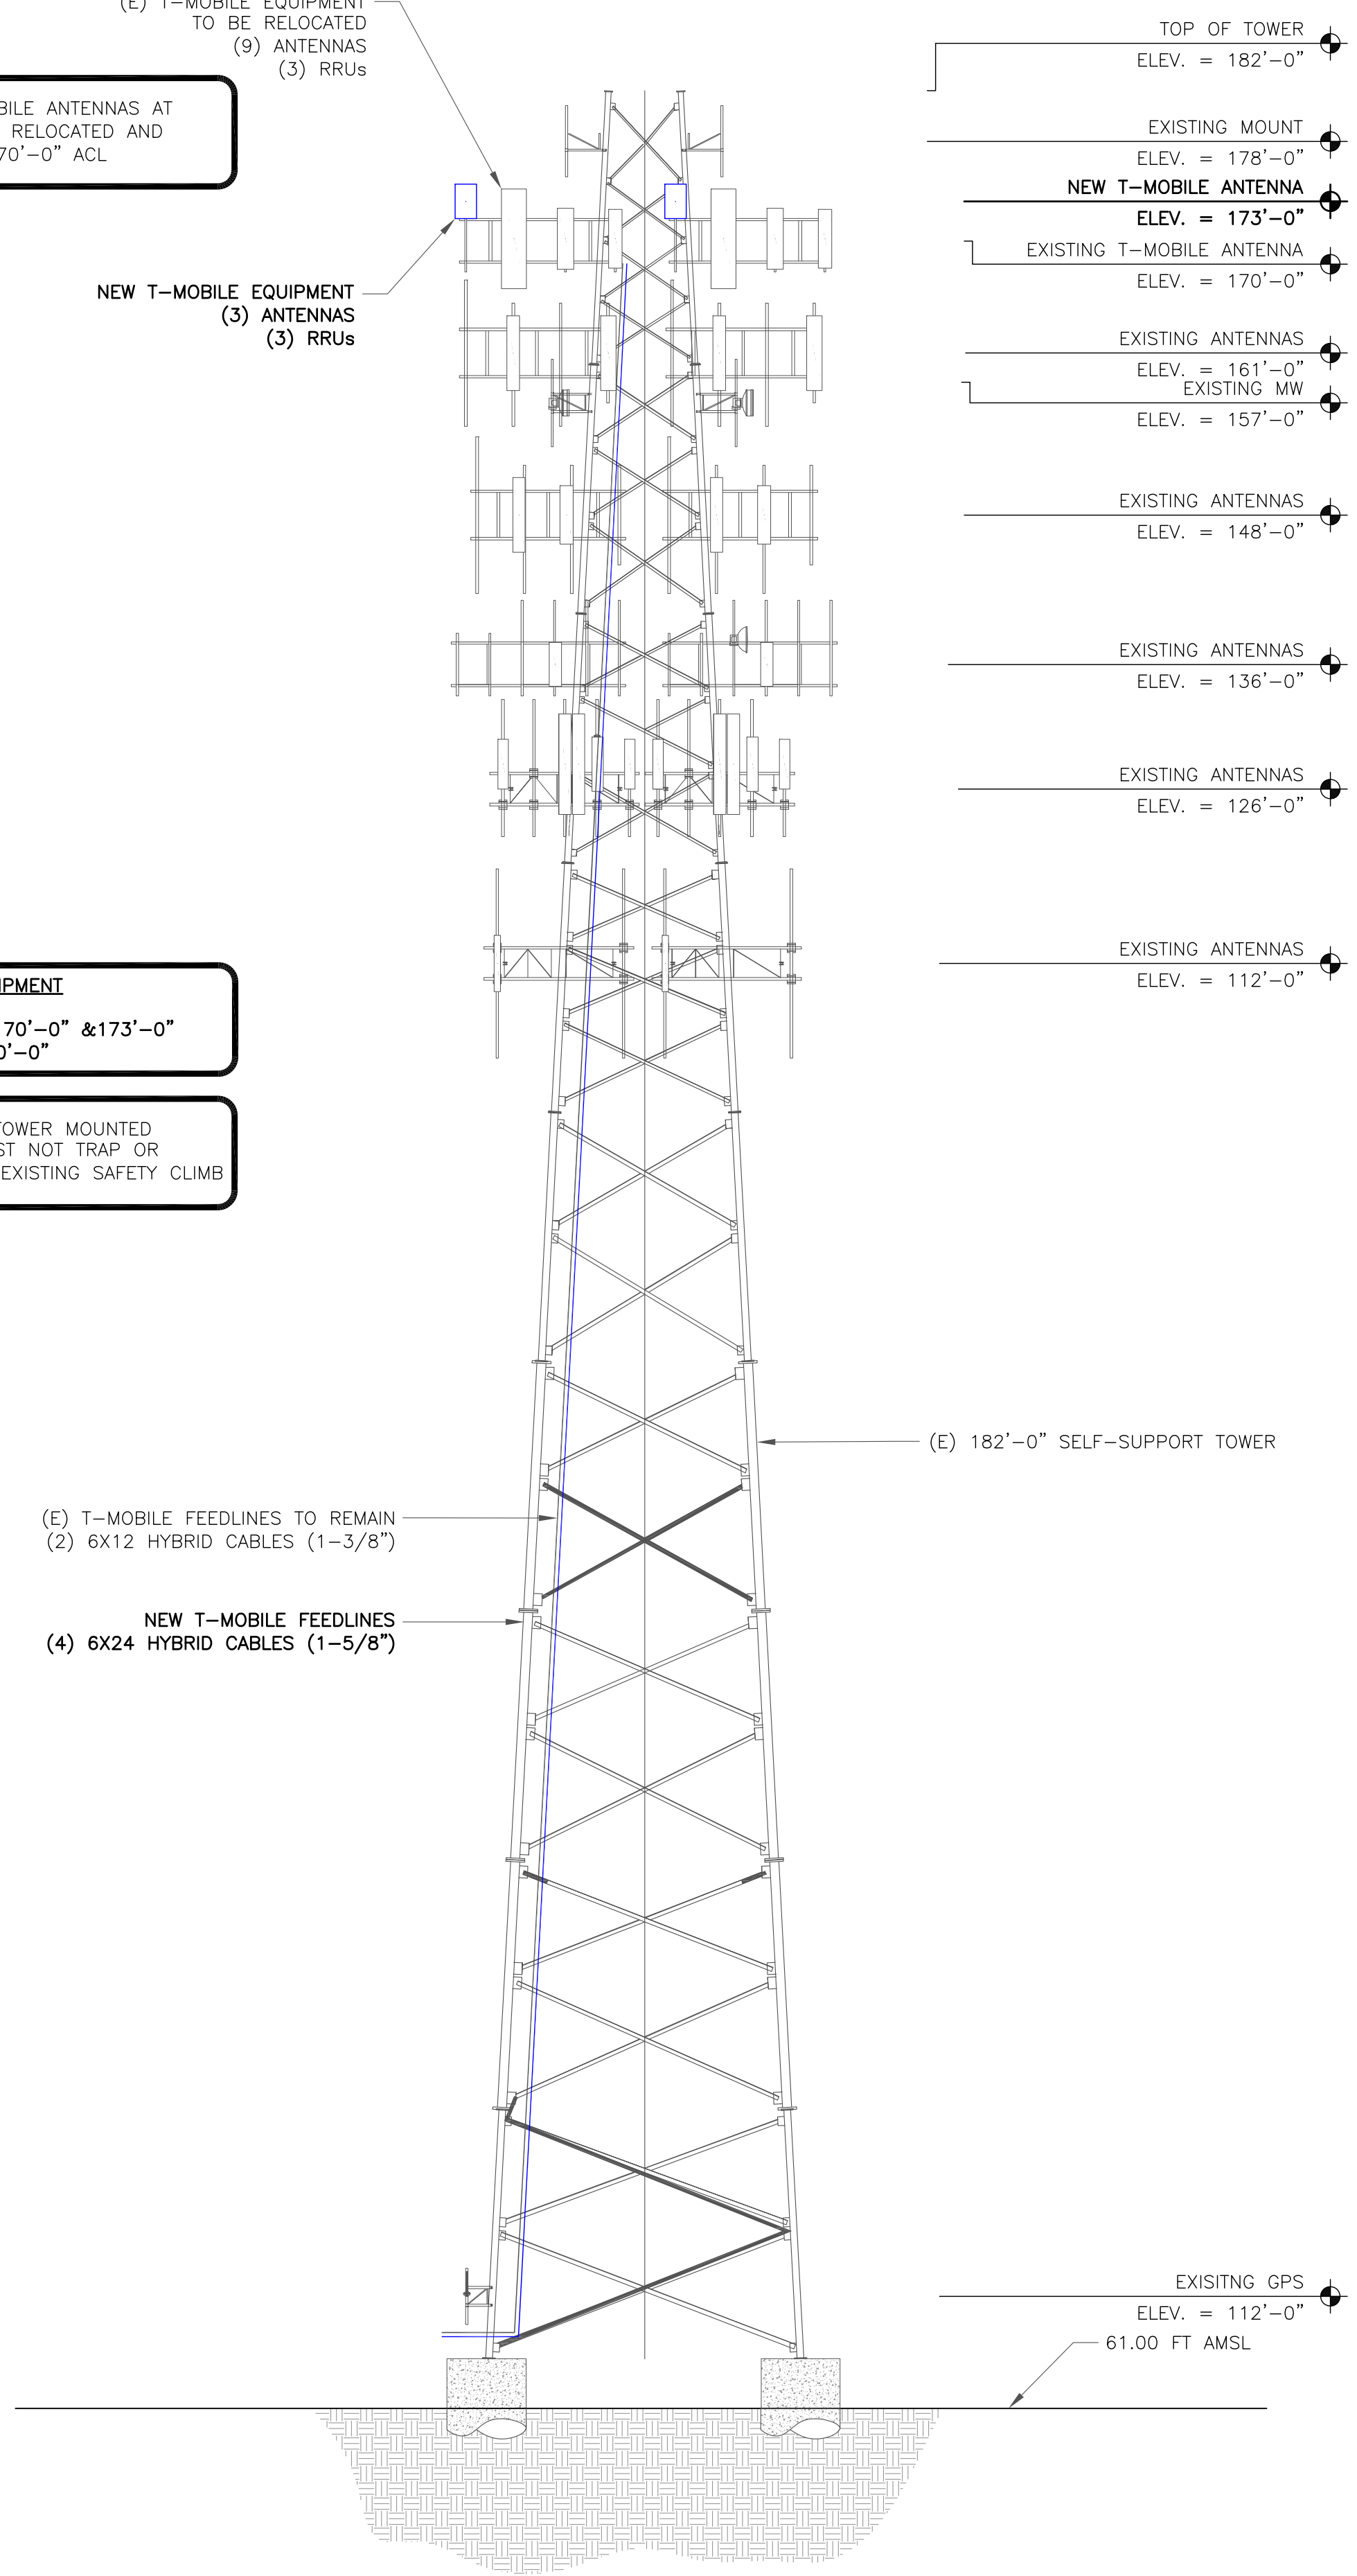 (E) T-MOBILE EQUIPMENT
TO BE RELOCATED
(9) ANTENNAS
(3) RRUs
BILE ANTENNAS AT
RELOCATED AND
70'-0" ACL
NEW T-MOBILE EQUIPMENT
(3) ANTENNAS
(3) RRUs
TOP OF TOWER
ELEV. = 182'-0"
EXISTING MOUNT
ELEV. = 178'-0"
NEW T-MOBILE ANTENNA
ELEV. = 173'-0"
EXISTING T-MOBILE ANTENNA
ELEV. = 170'-0"
EXISTING ANTENNAS
ELEV. = 161'-0"
EXISTING MW
ELEV. = 157'-0"
EXISTING ANTENNAS
ELEV. = 148'-0"
EXISTING ANTENNAS
ELEV. = 136'-0"
EXISTING ANTENNAS
ELEV. = 126'-0"
EXISTING ANTENNAS
ELEV. = 112'-0"
IPMENT
70'-0" &173'-0"
0'-0"
TOWER MOUNTED
ST NOT TRAP OR
EXISTING SAFETY CLIMB
(E) 182'-0" SELF-SUPPORT TOWER
(E) T-MOBILE FEEDLINES TO REMAIN
(2) 6X12 HYBRID CABLES (1-3/8")
NEW T-MOBILE FEEDLINES
(4) 6X24 HYBRID CABLES (1-5/8")
EXISITNG GPS
ELEV. = 112'-0"
61.00 FT AMSL